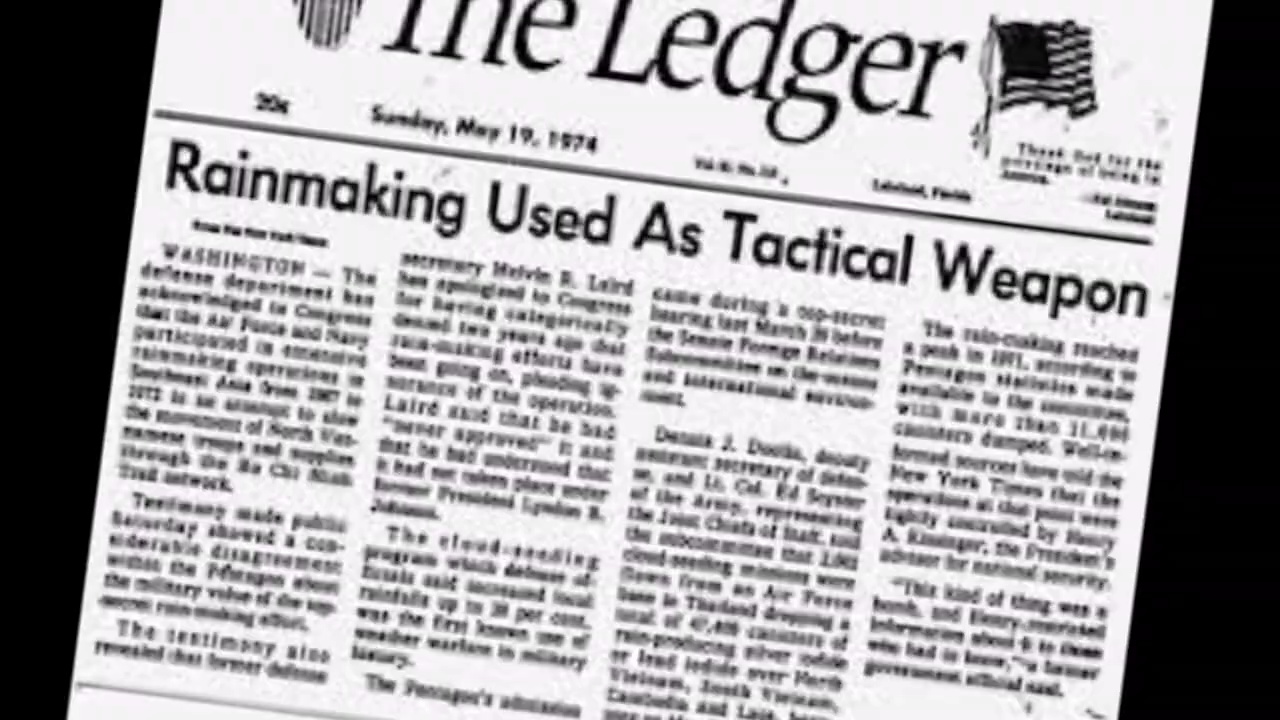 The Ledger
20¢
Sunday, May 19, 1974
Lakeland, Florida
Rainmaking Used As Tactical Weapon
From the New York Times
WASHINGTON — The
defense department has
acknowledged to Congress
that the Air Force and Navy
participated in extensive
rainmaking operations in
Southeast Asia from 1967 to
1972 in an attempt to slow
the movement of North Viet-
namese troops and supplies
through the Ho Chi Minh
Trail network.
Testimony made public
Saturday showed a con-
siderable disagreement
within the Pentagon about
the military value of the top-
secret rain-making effort.
The testimony also
revealed that former defense
secretary Melvin R. Laird
has apologized to Congress
for having categorically
denied two years ago that
rain-making efforts have
been going on, pleading ig-
norance of the operation.
Laird said that he had
"never approved" it and
that he had understood that
it had not taken place under
former President Lyndon B.
Johnson.
The cloud-seeding
program which defense of-
ficials said increased local
rainfalls up to 30 per cent,
was the first known use of
weather warfare in military
history.
The Pentagon's admission
came during a top-secret
hearing last March 20 before
the Senate Foreign Relations
Subcommittee on the oceans
and international environ-
ment.
Dennis J. Doolin, deputy
assistant secretary of defen-
se, and Lt. Col. Ed Soyster
of the Army, representing
the Joint Chiefs of Staff, told
the subcommittee that 2,602
cloud-seeding missions were
flown from an Air Force
base in Thailand dropping a
total of 47,409 canisters of
rain-producing silver iodide
or lead iodide over North
Vietnam, South Vietnam,
Cambodia and Laos
The rain-making reached
a peak in 1971, according to
Pentagon statistics made
available to the committee,
with more than 11,000
canisters dumped. Well-in-
formed sources have told the
New York Times that the
operations at that point were
tightly controlled by Henry
A. Kissinger, the President's
advisor for national security.
"This kind of thing was a
bomb, and Henry restricted
information about it to those
who had to know," a former
government official said.